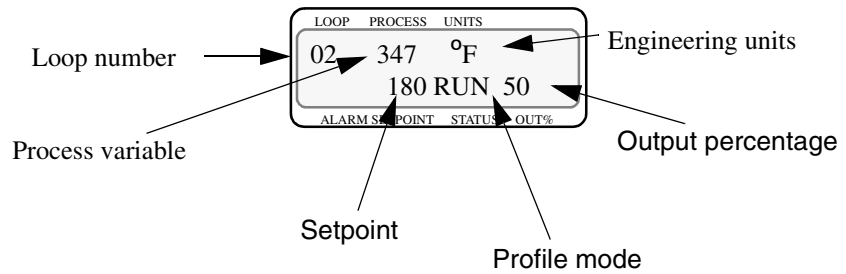 LOOP PROCESS UNITS
Loop number
02 347 °F
Engineering units
180 RUN 50
ALARM SETPOINT STATUS OUT%
Process variable
Output percentage
Setpoint
Profile mode